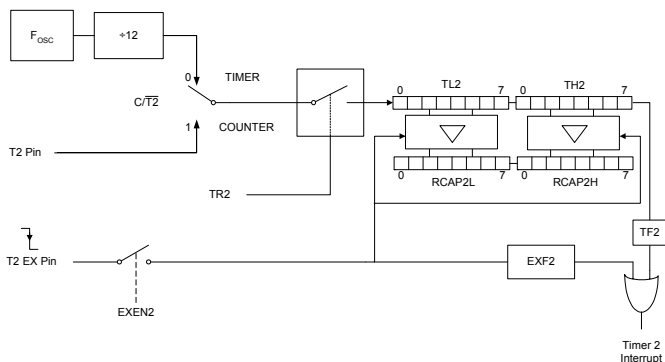 F_OSC
÷12
0
TIMER
C/T2
1
COUNTER
T2 Pin
TR2
0 TL2 7
0 TH2 7
0 RCAP2L 7
0 RCAP2H 7
TF2
T2 EX Pin
EXEN2
EXF2
Timer 2
Interrupt